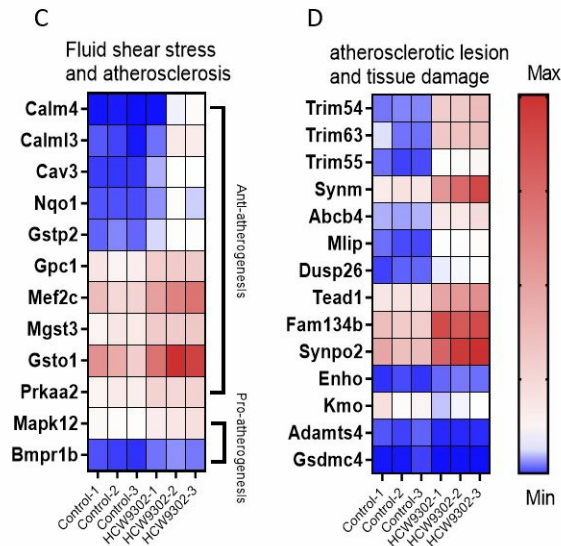 C
Fluid shear stress
and atherosclerosis
Calm4
Calml3
Cav3
Nqo1
Gstp2
Gpc1
Mef2c
Mgst3
Gsto1
Prkaa2
Mapk12
Bmpr1b
Anti-atherogenesis
Pro-atherogenesis
Control-1
Control-2
Control-3
HCW9302-1
HCW9302-2
HCW9302-3
D
atherosclerotic lesion
and tissue damage
Trim54
Trim63
Trim55
Synm
Abcb4
Mlip
Dusp26
Tead1
Fam134b
Synpo2
Enho
Kmo
Adamts4
Gsdmc4
Control-1
Control-2
Control-3
HCW9302-1
HCW9302-2
HCW9302-3
Max
Min